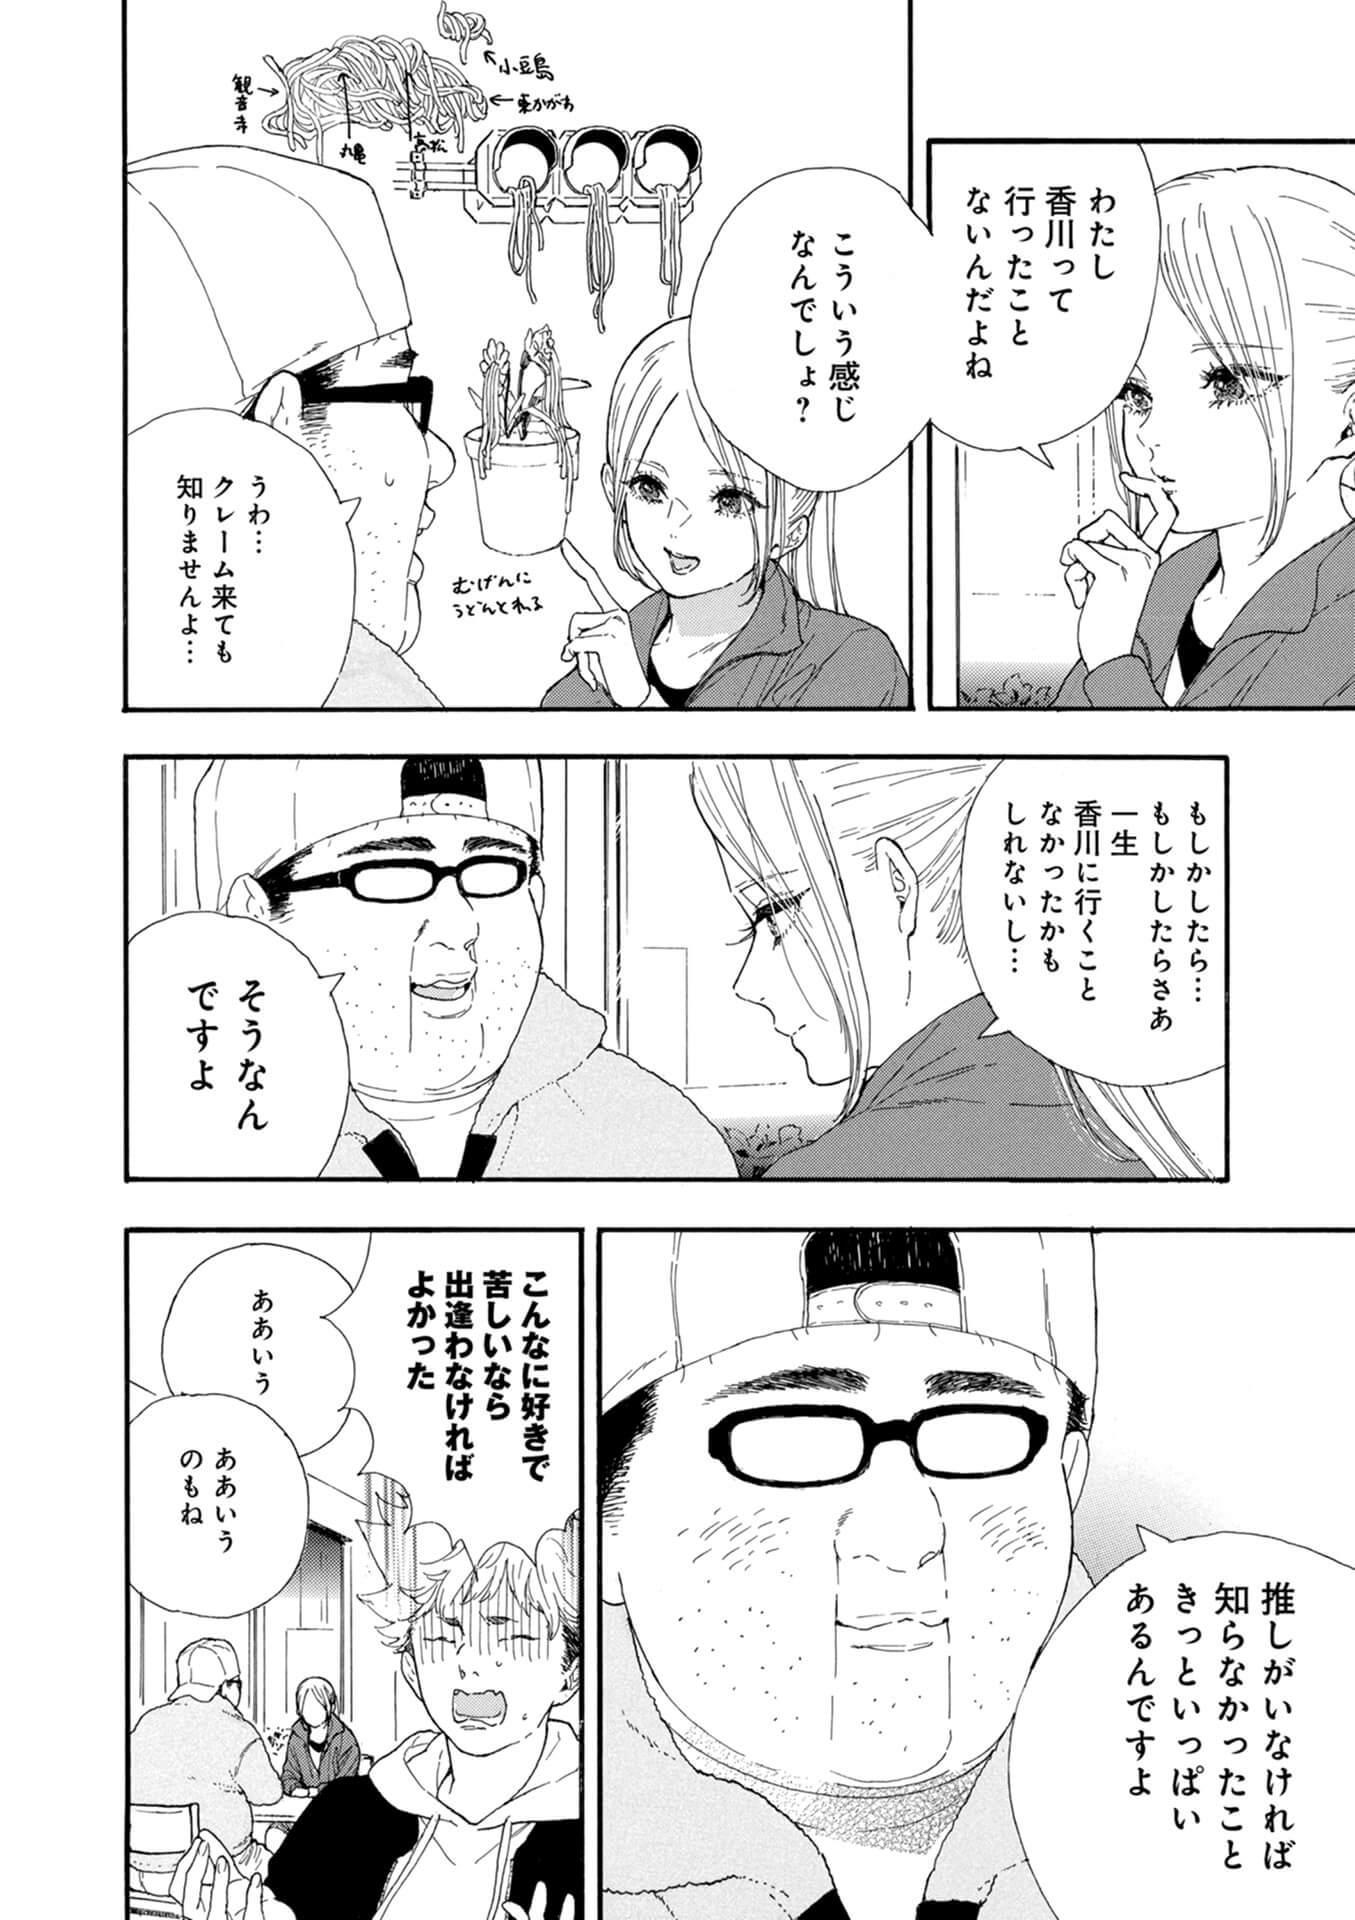 わたし
香川って
行ったこと
ないんだよね
こういう感じ
なんでしょ?
小豆島
東かがわ
高松
丸亀
観音寺
むげんに
うどんとれる
うわ…
クレーム来ても
知りませんよ…
もしかしたら…
もしかしたらさあ
一生
香川に行くこと
なかったかも
しれないし…
そうなん
ですよ
推しがいなければ
知らなかったこと
きっといっぱい
あるんですよ
こんなに好きで
苦しいなら
出逢わなければ
よかった
ああいう
ああいう
のもね